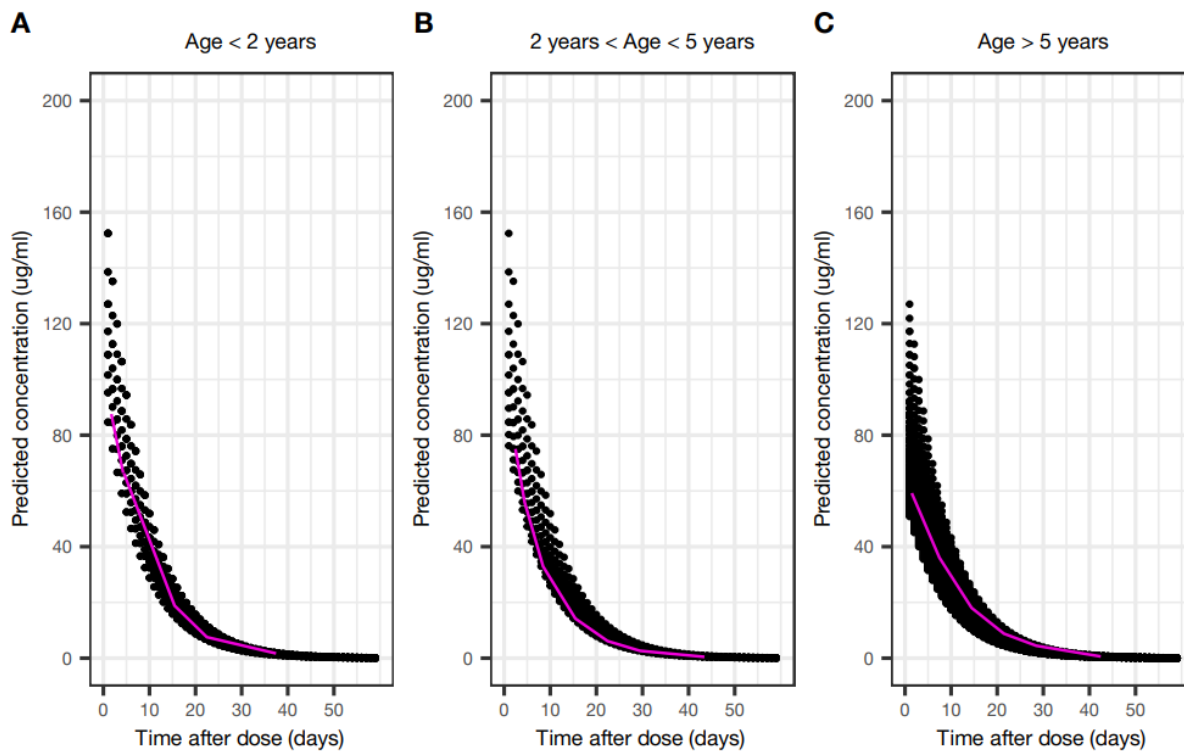 A
Age < 2 years
B
2 years < Age < 5 years
C
Age > 5 years
Predicted concentration (ug/ml)
200
160
120
80
40
0
0 10 20 30 40 50
Time after dose (days)
Predicted concentration (ug/ml)
200
160
120
80
40
0
0 10 20 30 40 50
Time after dose (days)
Predicted concentration (ug/ml)
200
160
120
80
40
0
0 10 20 30 40 50
Time after dose (days)